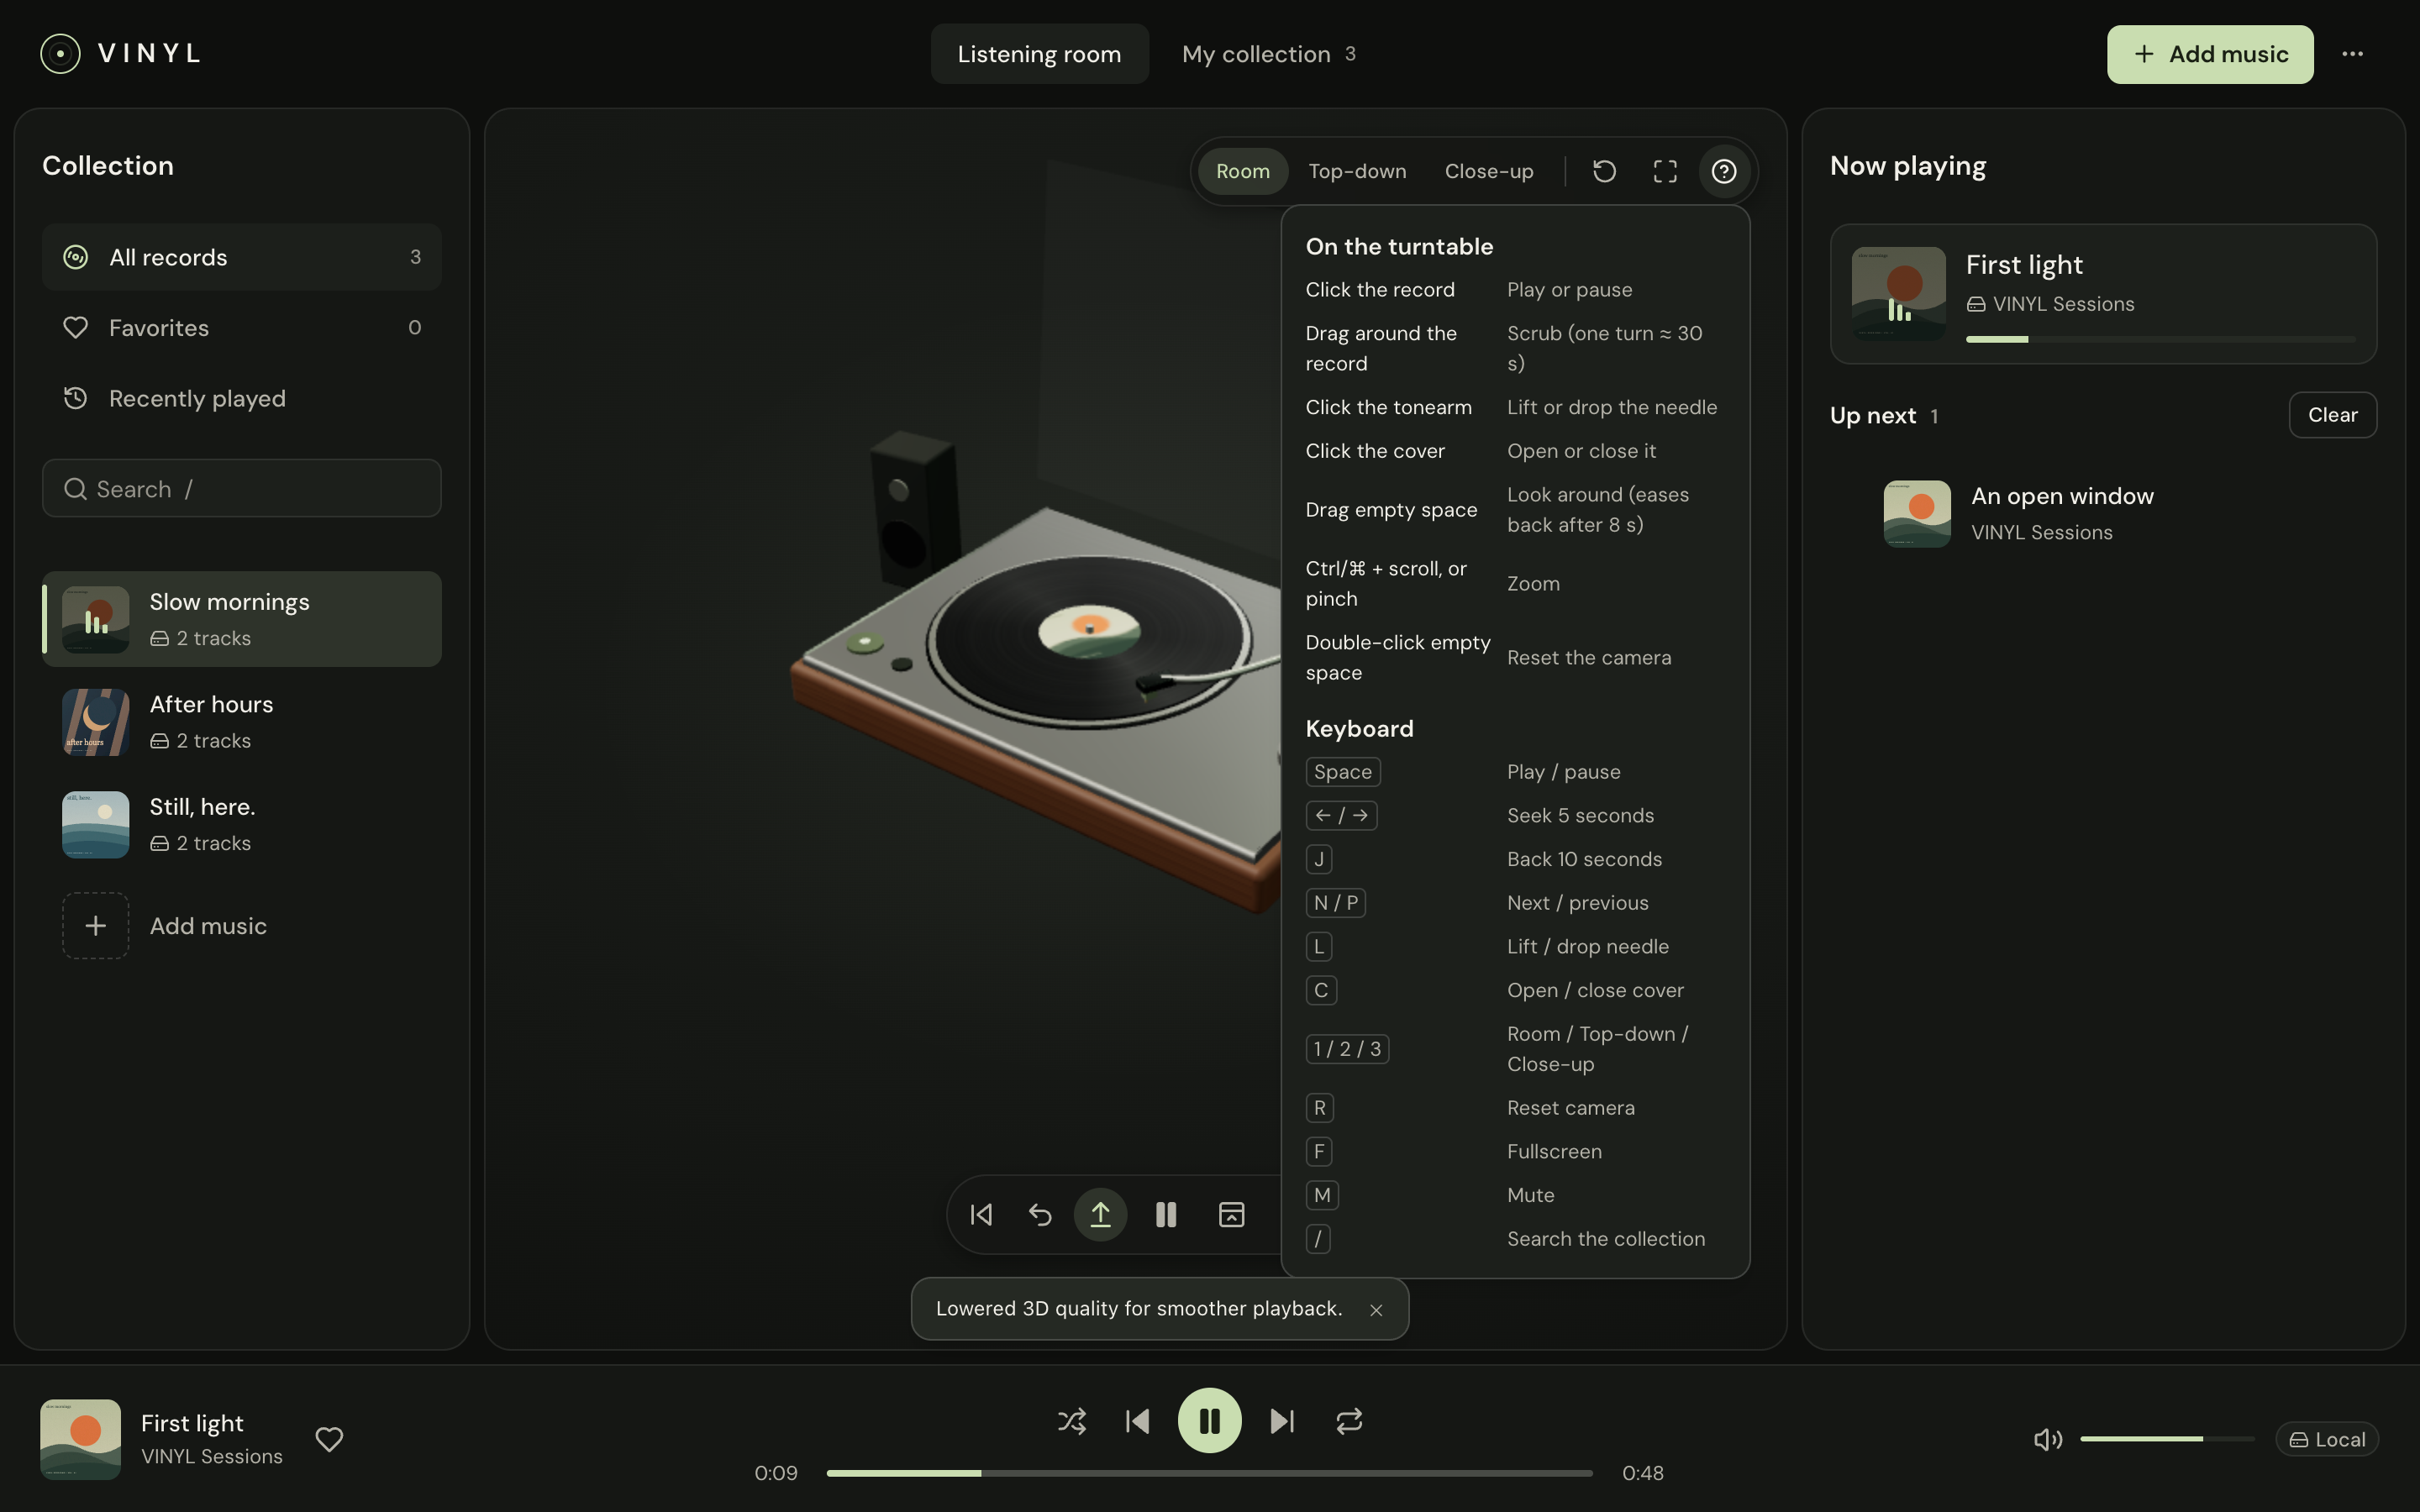 VINYL
Listening room
My collection 3
+ Add music
Collection
All records 3
Favorites 0
Recently played
Search /
Slow mornings
2 tracks
After hours
2 tracks
after hours
Still, here.
2 tracks
still, here.
Add music
Room
Top-down
Close-up
On the turntable
Click the record Play or pause
Drag around the Scrub (one turn ≈ 30
record s)
Click the tonearm Lift or drop the needle
Click the cover Open or close it
Drag empty space Look around (eases
back after 8 s)
Ctrl/⌘ + scroll, or
pinch Zoom
Double-click empty
space Reset the camera
Keyboard
Space Play / pause
← / → Seek 5 seconds
J Back 10 seconds
N / P Next / previous
L Lift / drop needle
C Open / close cover
1 / 2 / 3 Room / Top-down /
Close-up
R Reset camera
F Fullscreen
M Mute
/ Search the collection
Lowered 3D quality for smoother playback.
Now playing
First light
VINYL Sessions
Up next 1
Clear
An open window
VINYL Sessions
First light
VINYL Sessions
0:09
0:48
Local